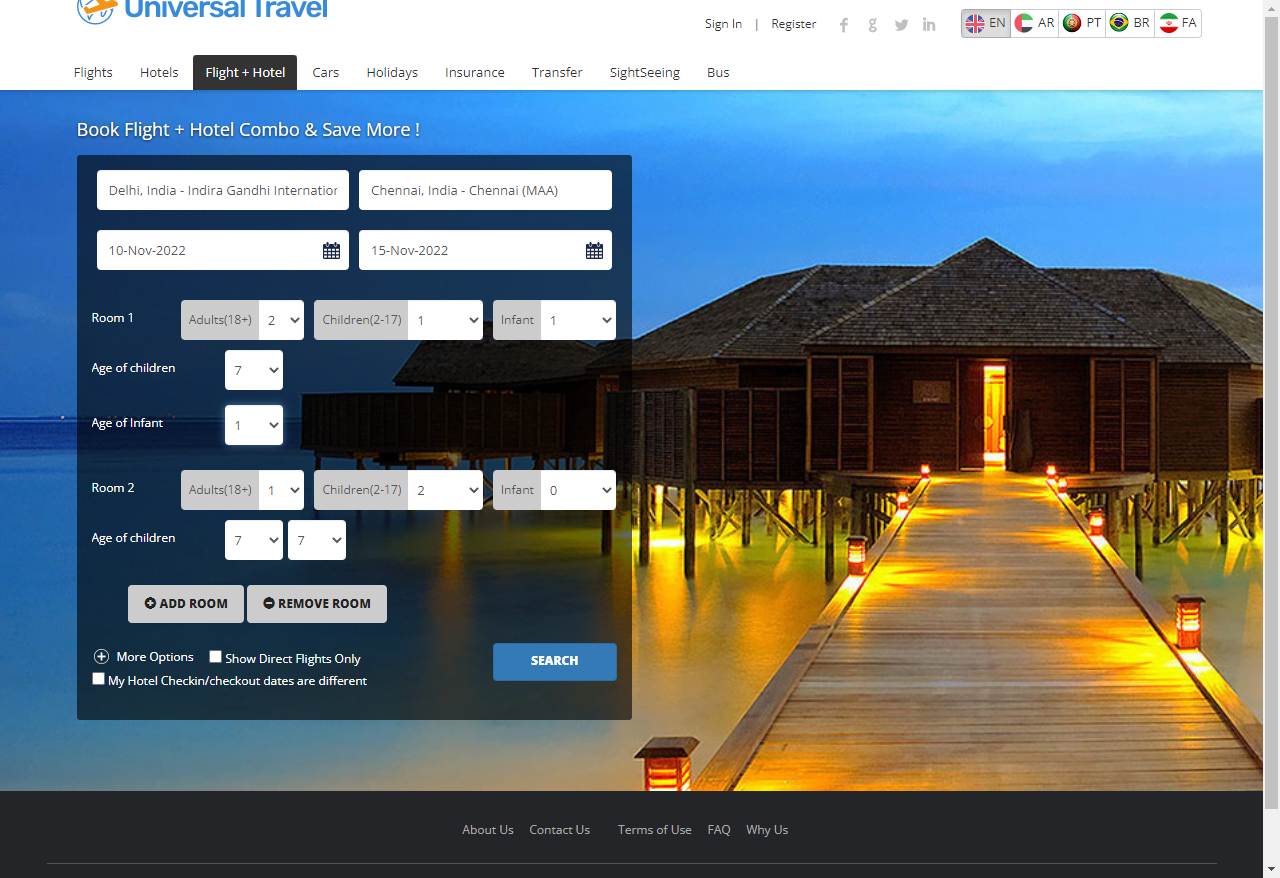 Universal Travel
Sign In | Register
EN AR PT BR FA
Flights Hotels Flight + Hotel Cars Holidays Insurance Transfer SightSeeing Bus
Book Flight + Hotel Combo & Save More !
Delhi, India - Indira Gandhi Internation Chennai, India - Chennai (MAA)
10-Nov-2022 15-Nov-2022
Room 1 Adults(18+) 2 Children(2-17) 1 Infant 1
Age of children 7
Age of Infant 1
Room 2 Adults(18+) 1 Children(2-17) 2 Infant 0
Age of children 7 7
ADD ROOM REMOVE ROOM
More Options Show Direct Flights Only SEARCH
My Hotel Checkin/checkout dates are different
About Us Contact Us Terms of Use FAQ Why Us